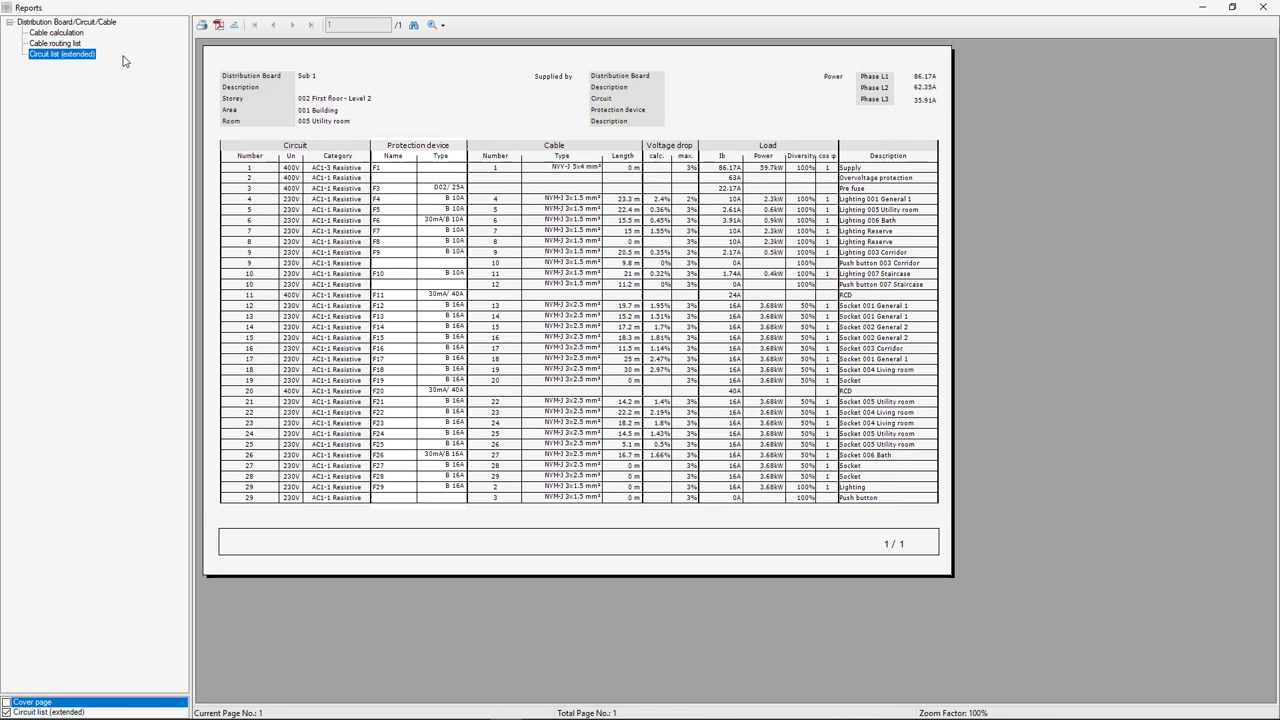 Reports
Distribution Board/Circuit/Cable
Cable calculation
Cable routing list
Circuit list (extended)
1 /1
Distribution Board Sub 1 Supplied by Distribution Board Power Phase L1 86.17A
Description Description Phase L2 62.35A
Storey 002 First floor - Level 2 Circuit Phase L3 35.91A
Area 001 Building Protection device
Room 005 Utility room Description
Circuit Protection device Cable Voltage drop Load
Number Un Category Name Type Number Type Length calc. max. Ib Power Diversity cos φ Description
1 400V AC1-3 Resistive F1 1 NYY-J 5x4 mm² 0 m 3% 86.17A 59.7kW 100% 1 Supply
2 400V AC1-1 Resistive 63A Overvoltage protection
3 400V AC1-1 Resistive F3 D02/ 25A 22.17A Pre fuse
4 230V AC1-1 Resistive F4 B 10A 4 NYM-J 3x1.5 mm² 23.3 m 2.4% 2% 10A 2.3kW 100% 1 Lighting 001 General 1
5 230V AC1-1 Resistive F5 B 10A 5 NYM-J 3x1.5 mm² 22.4 m 0.36% 3% 2.61A 0.6kW 100% 1 Lighting 005 Utility room
6 230V AC1-1 Resistive F6 30mA/B 10A 6 NYM-J 3x1.5 mm² 15.5 m 0.45% 3% 3.91A 0.9kW 100% 1 Lighting 006 Bath
7 230V AC1-1 Resistive F7 B 10A 7 NYM-J 3x1.5 mm² 15 m 1.55% 3% 10A 2.3kW 100% 1 Lighting Reserve
8 230V AC1-1 Resistive F8 B 10A 8 NYM-J 3x1.5 mm² 0 m 3% 10A 2.3kW 100% 1 Lighting Reserve
9 230V AC1-1 Resistive F9 B 10A 9 NYM-J 3x1.5 mm² 20.5 m 0.35% 3% 2.17A 0.5kW 100% 1 Lighting 003 Corridor
9 230V AC1-1 Resistive 10 NYM-J 3x1.5 mm² 9.8 m 0% 3% 0A 100% 1 Push button 003 Corridor
10 230V AC1-1 Resistive F10 B 10A 11 NYM-J 3x1.5 mm² 21 m 0.32% 3% 1.74A 0.4kW 100% 1 Lighting 007 Staircase
10 230V AC1-1 Resistive 12 NYM-J 3x1.5 mm² 11.2 m 0% 3% 0A 100% 1 Push button 007 Staircase
11 400V AC1-1 Resistive F11 30mA/ 40A 24A RCD
12 230V AC1-1 Resistive F12 B 16A 13 NYM-J 3x2.5 mm² 19.7 m 1.95% 3% 16A 3.68kW 50% 1 Socket 001 General 1
13 230V AC1-1 Resistive F13 B 16A 14 NYM-J 3x2.5 mm² 15.2 m 1.51% 3% 16A 3.68kW 50% 1 Socket 001 General 1
14 230V AC1-1 Resistive F14 B 16A 15 NYM-J 3x2.5 mm² 17.2 m 1.7% 3% 16A 3.68kW 50% 1 Socket 002 General 2
15 230V AC1-1 Resistive F15 B 16A 16 NYM-J 3x2.5 mm² 18.3 m 1.81% 3% 16A 3.68kW 50% 1 Socket 002 General 2
16 230V AC1-1 Resistive F16 B 16A 17 NYM-J 3x2.5 mm² 11.5 m 1.14% 3% 16A 3.68kW 50% 1 Socket 003 Corridor
17 230V AC1-1 Resistive F17 B 16A 18 NYM-J 3x2.5 mm² 25 m 2.47% 3% 16A 3.68kW 50% 1 Socket 001 General 1
18 230V AC1-1 Resistive F18 B 16A 19 NYM-J 3x2.5 mm² 30 m 2.97% 3% 16A 3.68kW 50% 1 Socket 004 Living room
19 230V AC1-1 Resistive F19 B 16A 20 NYM-J 3x2.5 mm² 0 m 3% 16A 3.68kW 50% 1 Socket
20 400V AC1-1 Resistive F20 30mA/ 40A 40A RCD
21 230V AC1-1 Resistive F21 B 16A 22 NYM-J 3x2.5 mm² 14.2 m 1.4% 3% 16A 3.68kW 50% 1 Socket 005 Utility room
22 230V AC1-1 Resistive F22 B 16A 23 NYM-J 3x2.5 mm² 22.2 m 2.19% 3% 16A 3.68kW 50% 1 Socket 004 Living room
23 230V AC1-1 Resistive F23 B 16A 24 NYM-J 3x2.5 mm² 18.2 m 1.8% 3% 16A 3.68kW 50% 1 Socket 004 Living room
24 230V AC1-1 Resistive F24 B 16A 25 NYM-J 3x2.5 mm² 14.5 m 1.43% 3% 16A 3.68kW 50% 1 Socket 005 Utility room
25 230V AC1-1 Resistive F25 B 16A 26 NYM-J 3x2.5 mm² 5.1 m 0.5% 3% 16A 3.68kW 50% 1 Socket 005 Utility room
26 230V AC1-1 Resistive F26 30mA/B 16A 27 NYM-J 3x2.5 mm² 16.7 m 1.66% 3% 16A 3.68kW 50% 1 Socket 006 Bath
27 230V AC1-1 Resistive F27 B 16A 28 NYM-J 3x2.5 mm² 0 m 3% 16A 3.68kW 50% 1 Socket
28 230V AC1-1 Resistive F28 B 16A 29 NYM-J 3x2.5 mm² 0 m 3% 16A 3.68kW 50% 1 Socket
29 230V AC1-1 Resistive F29 B 16A 2 NYM-J 3x1.5 mm² 0 m 3% 16A 3.68kW 100% 1 Lighting
29 230V AC1-1 Resistive 3 NYM-J 3x1.5 mm² 0 m 3% 0A 100% 1 Push button
1 / 1
Cover page
Circuit list (extended)
Current Page No.: 1 Total Page No.: 1 Zoom Factor: 100%